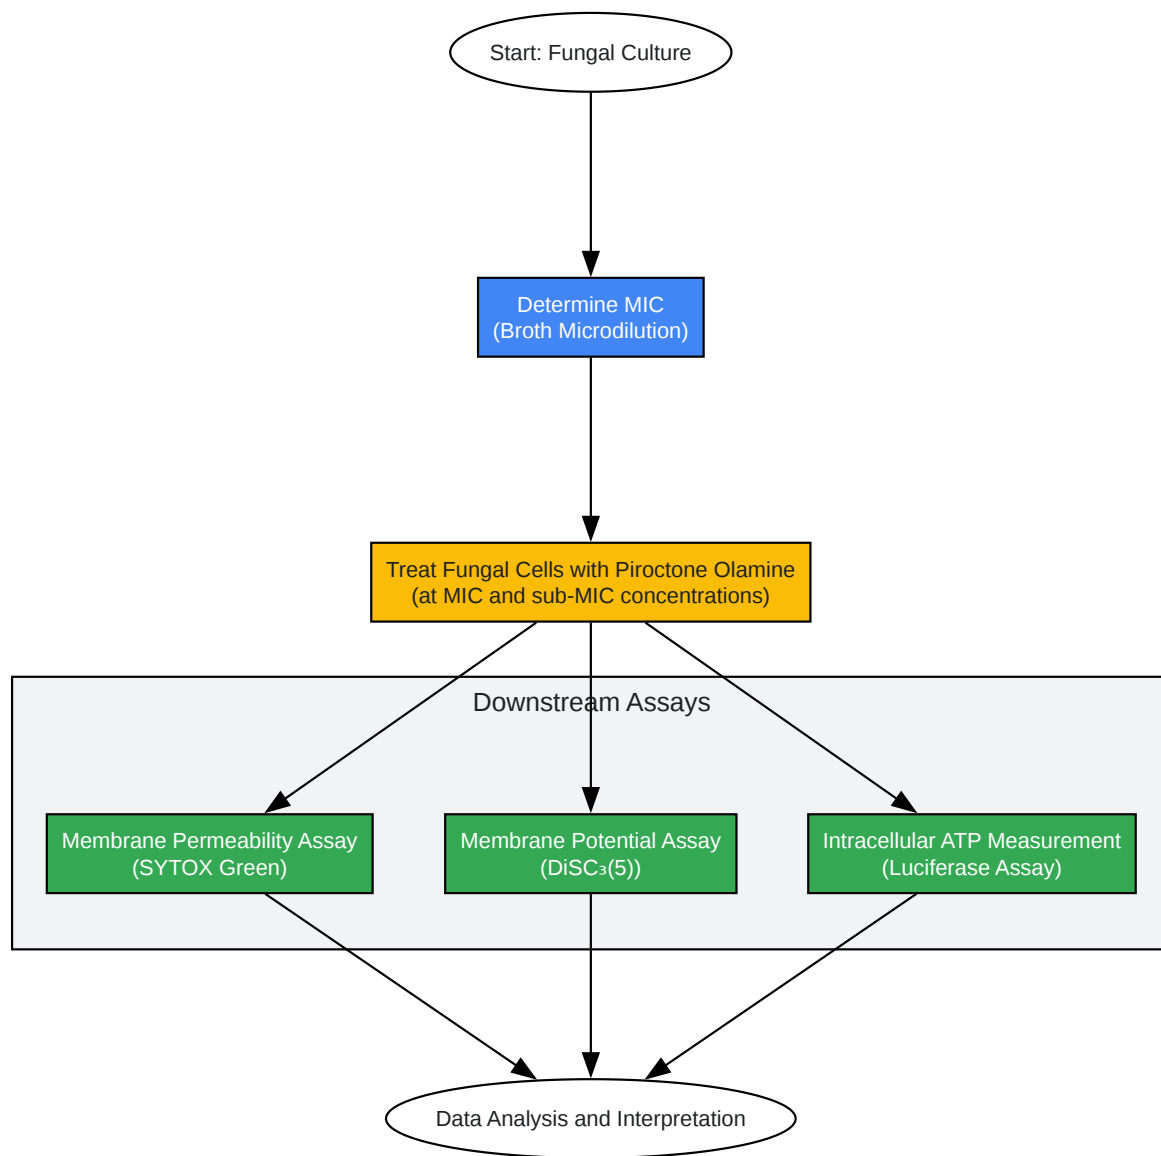 Start: Fungal Culture
Determine MIC
(Broth Microdilution)
Treat Fungal Cells with Piroctone Olamine
(at MIC and sub-MIC concentrations)
Downstream Assays
Membrane Permeability Assay
(SYTOX Green)
Membrane Potential Assay
(DiSC₃(5))
Intracellular ATP Measurement
(Luciferase Assay)
Data Analysis and Interpretation